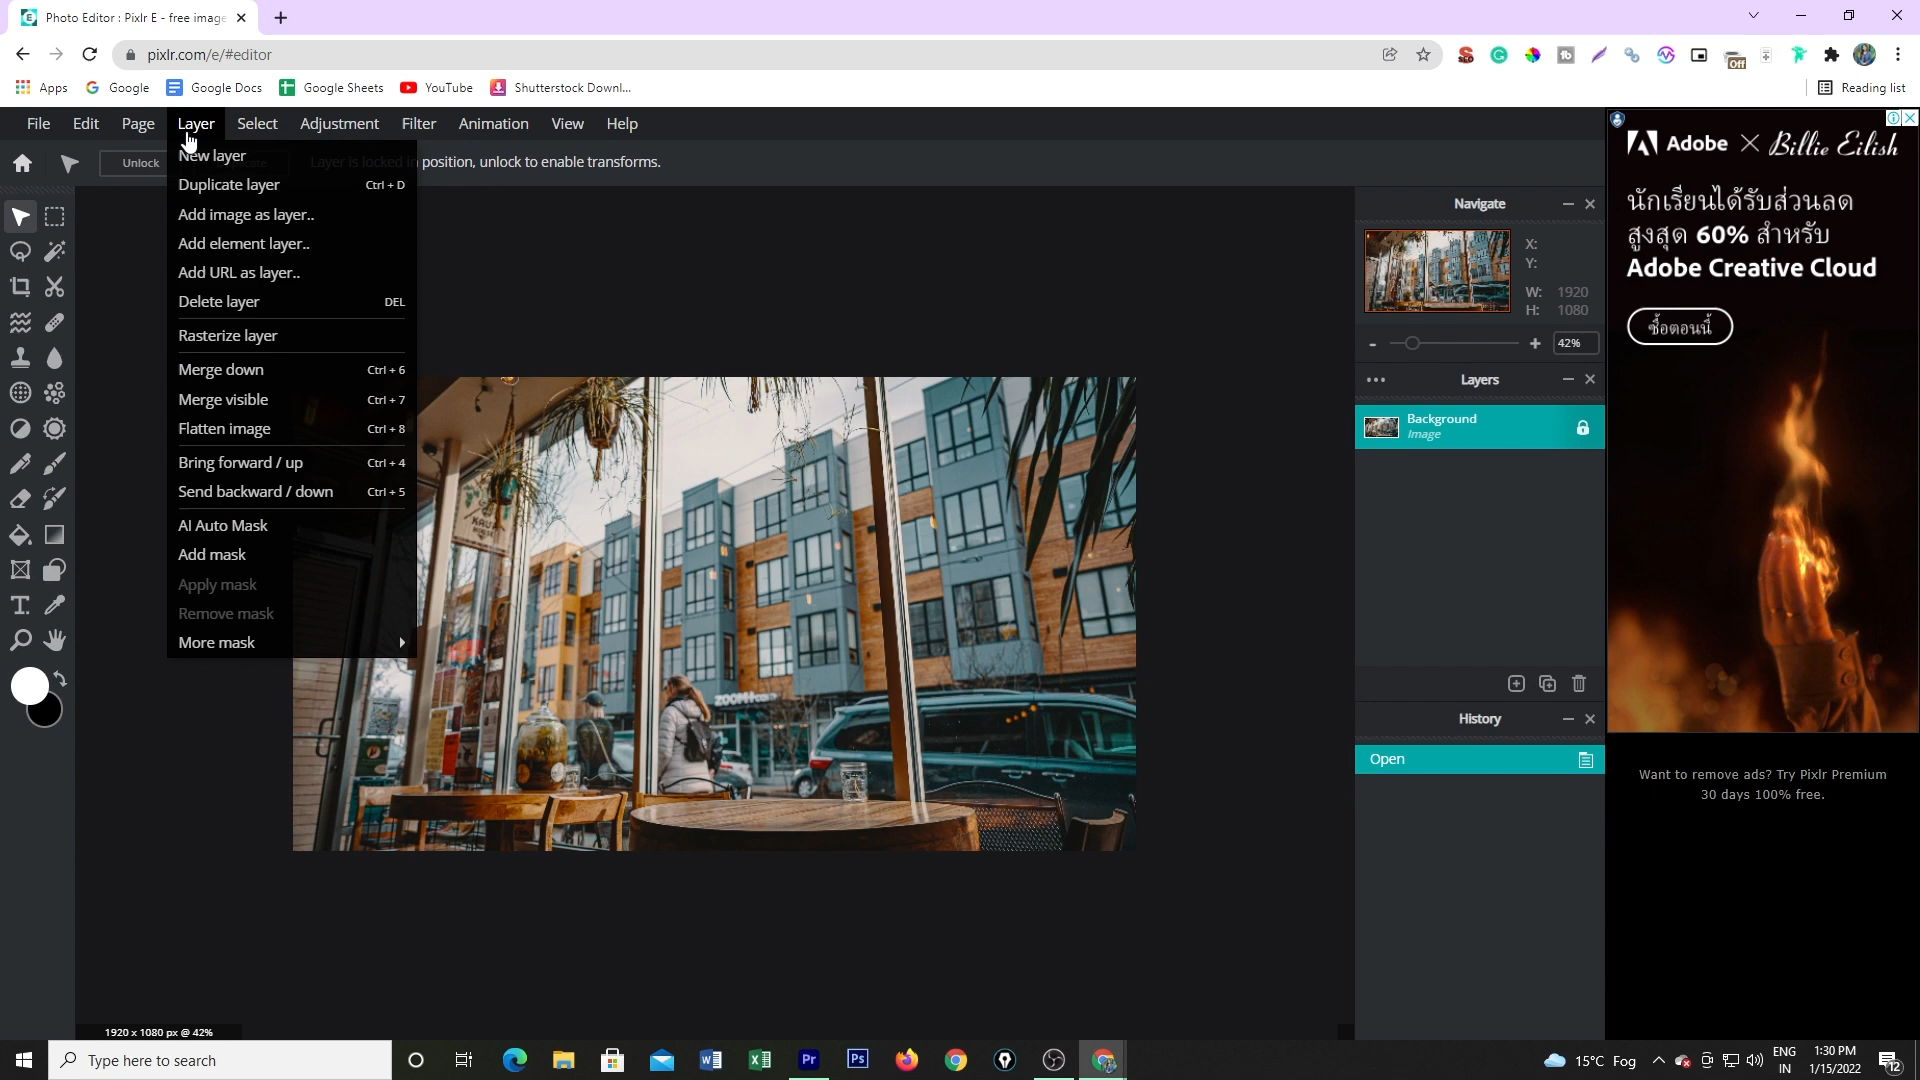 Photo Editor : Pixlr E - free image
pixlr.com/e/#editor
Apps Google Google Docs Google Sheets YouTube Shutterstock Downl...
Reading list
File Edit Page Layer Select Adjustment Filter Animation View Help
Unlock
Layer is locked in position, unlock to enable transforms.
New layer
Duplicate layer Ctrl + D
Add image as layer..
Add element layer..
Add URL as layer..
Delete layer DEL
Rasterize layer
Merge down Ctrl + 6
Merge visible Ctrl + 7
Flatten image Ctrl + 8
Bring forward / up Ctrl + 4
Send backward / down Ctrl + 5
AI Auto Mask
Add mask
Apply mask
Remove mask
More mask
ZOOM
1920 x 1080 px @ 42%
Navigate
X:
Y:
W: 1920
H: 1080
- + 42%
Layers
Background
Image
History
Open
Adobe × Billie Eilish
นักเรียนได้รับส่วนลด
สูงสุด 60% สำหรับ
Adobe Creative Cloud
ซื้อตอนนี้
Want to remove ads? Try Pixlr Premium
30 days 100% free.
Type here to search
15°C Fog
ENG
IN
1:30 PM
1/15/2022
12